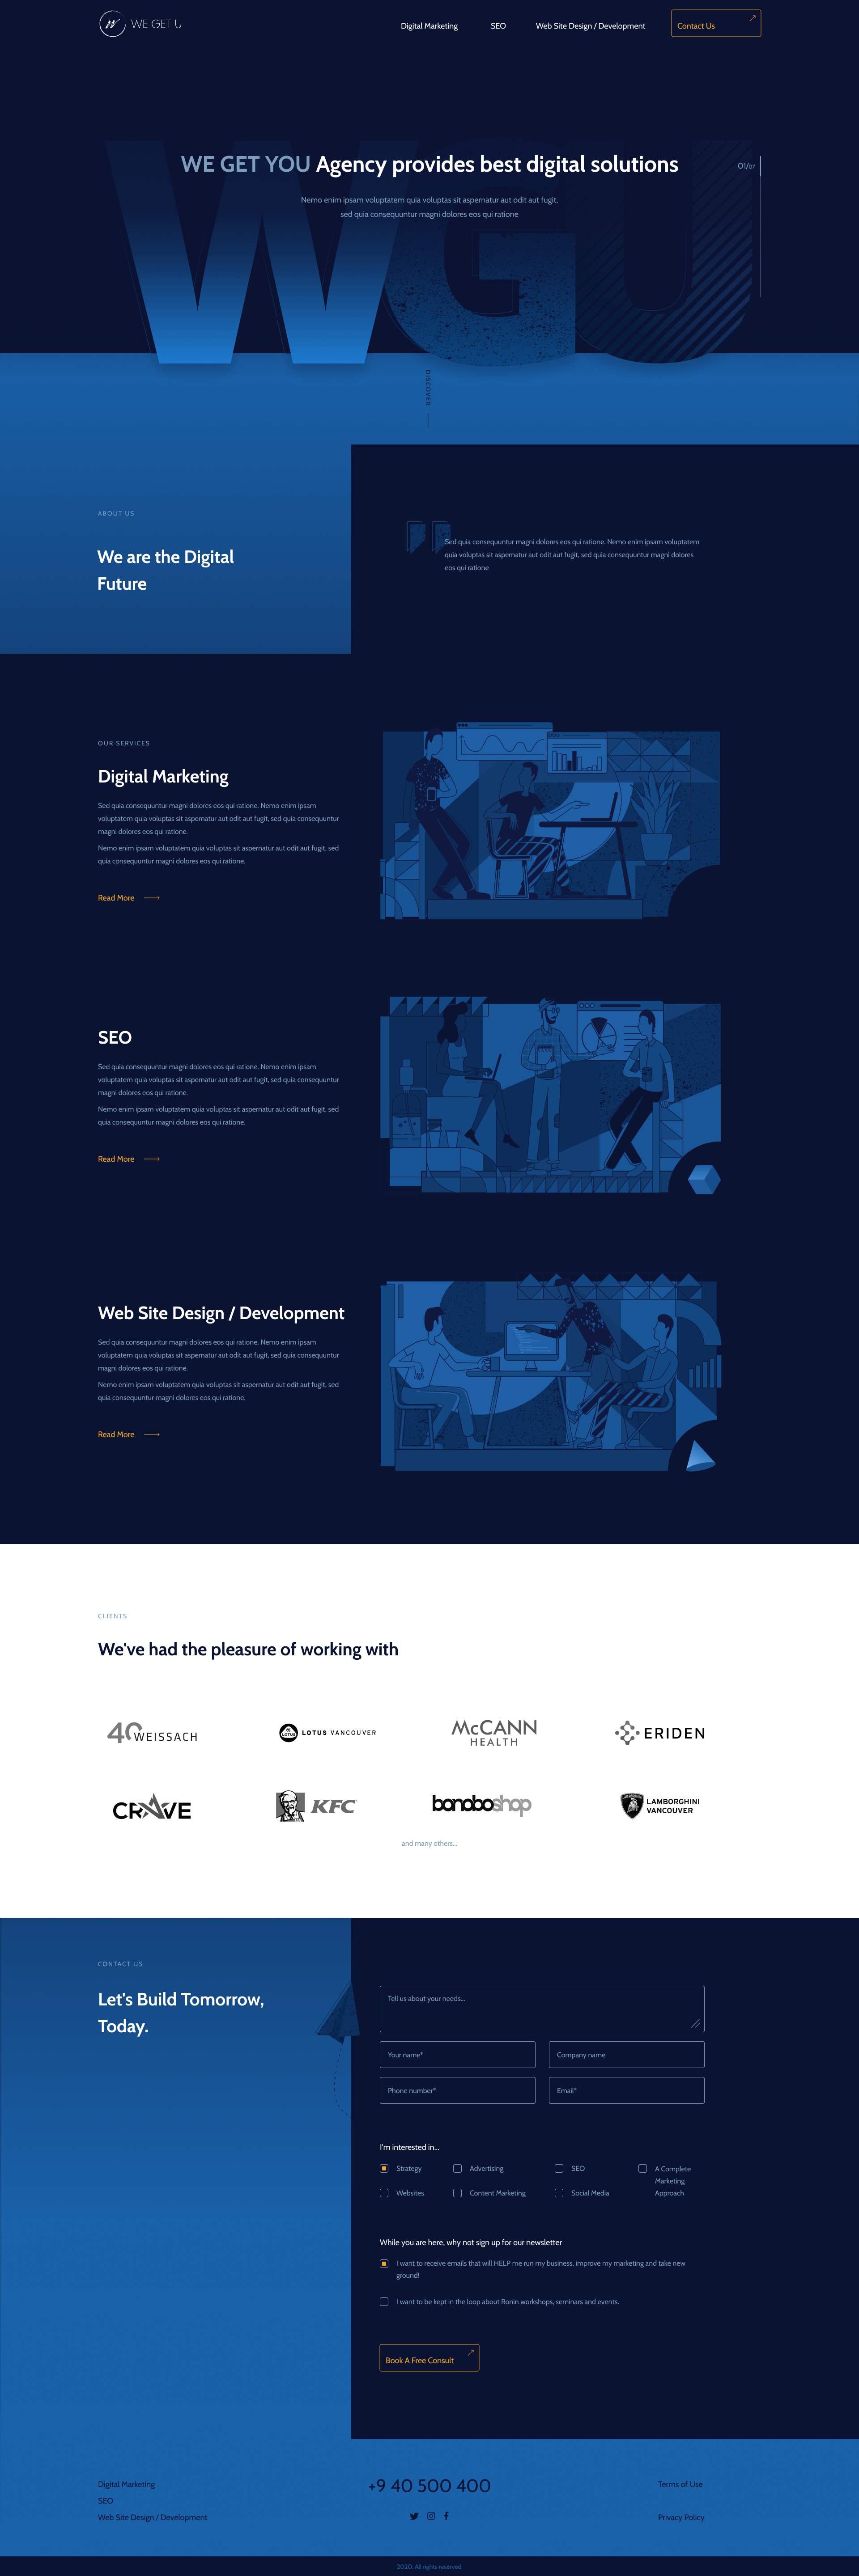 WE GET U
Digital Marketing
SEO
Web Site Design / Development
Contact Us
WGU
WE GET YOU Agency provides best digital solutions
01/01
Nemo enim ipsam voluptatem quia voluptas sit aspernatur aut odit aut fugit,
sed quia consequuntur magni dolores eos qui ratione
DISCOVER
ABOUT US
We are the Digital
Future
Sed quia consequuntur magni dolores eos qui ratione. Nemo enim ipsam voluptatem
quia voluptas sit aspernatur aut odit aut fugit, sed quia consequuntur magni dolores
eos qui ratione
OUR SERVICES
Digital Marketing
Sed quia consequuntur magni dolores eos qui ratione. Nemo enim ipsam
voluptatem quia voluptas sit aspernatur aut odit aut fugit, sed quia consequuntur
magni dolores eos qui ratione.
Nemo enim ipsam voluptatem quia voluptas sit aspernatur aut odit aut fugit, sed
quia consequuntur magni dolores eos qui ratione.
Read More
SEO
Sed quia consequuntur magni dolores eos qui ratione. Nemo enim ipsam
voluptatem quia voluptas sit aspernatur aut odit aut fugit, sed quia consequuntur
magni dolores eos qui ratione.
Nemo enim ipsam voluptatem quia voluptas sit aspernatur aut odit aut fugit, sed
quia consequuntur magni dolores eos qui ratione.
Read More
Web Site Design / Development
Sed quia consequuntur magni dolores eos qui ratione. Nemo enim ipsam
voluptatem quia voluptas sit aspernatur aut odit aut fugit, sed quia consequuntur
magni dolores eos qui ratione.
Nemo enim ipsam voluptatem quia voluptas sit aspernatur aut odit aut fugit, sed
quia consequuntur magni dolores eos qui ratione.
Read More
CLIENTS
We've had the pleasure of working with
40 WEISSACH
LOTUS
LOTUS VANCOUVER
McCANN
HEALTH
ERIDEN
CRAVE
KFC
bonoboshop
LAMBORGHINI
VANCOUVER
and many others...
CONTACT US
Let's Build Tomorrow,
Today.
Tell us about your needs...
Your name*
Company name
Phone number*
Email*
I'm interested in...
Strategy
Advertising
SEO
A Complete
Marketing
Approach
Websites
Content Marketing
Social Media
While you are here, why not sign up for our newsletter
I want to receive emails that will HELP me run my business, improve my marketing and take new
ground!
I want to be kept in the loop about Ronin workshops, seminars and events.
Book A Free Consult
Digital Marketing
SEO
Web Site Design / Development
+9 40 500 400
Terms of Use
Privacy Policy
2020. All rights reserved